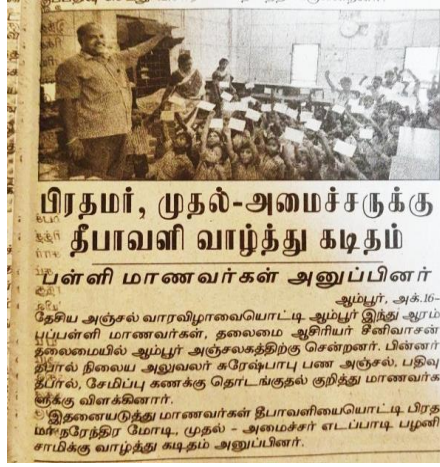 பிரதமர், முதல்-அமைச்சருக்கு
தீபாவளி வாழ்த்து கடிதம்
பள்ளி மாணவர்கள் அனுப்பினர்
ஆம்பூர், அக்.16-
தேசிய அஞ்சல் வாரவிழாவையொட்டி ஆம்பூர் இந்து ஆரம்
பப்பள்ளி மாணவர்கள், தலைமை ஆசிரியர் சீனிவாசன்
தலைமையில் ஆம்பூர் அஞ்சலகத்திற்கு சென்றனர். பின்னர்
தபால் நிலைய அலுவலர் சுரேஷ்பாபு பண அஞ்சல், பதிவு
தபால், சேமிப்பு கணக்கு தொடங்குதல் குறித்து மாணவர்க
ளுக்கு விளக்கினார்.
இதனையடுத்து மாணவர்கள் தீபாவளியையொட்டி பிரத
மர் நரேந்திர மோடி, முதல் - அமைச்சர் எடப்பாடி பழனி
சாமிக்கு வாழ்த்து கடிதம் அனுப்பினர்.